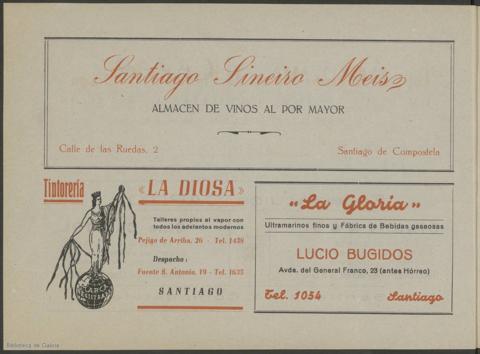 Santiago Sineiro Meis
ALMACEN DE VINOS AL POR MAYOR
Calle de las Ruedas, 2
Santiago de Compostela
Tintorería
«LA DIOSA»
Talleres propios al vapor con
todos los adelantos modernos
Pejigo de Arriba, 26 - Tel. 1438
Despacho:
Fuente S. Antonio, 19 - Tel. 1633
SANTIAGO
MARCA
«La Gloria»
Ultramarinos finos y Fábrica de Bebidas gaseosas
LUCIO BUGIDOS
Avda. del General Franco, 23 (antes Hórreo)
Tel. 1054
Santiago
Biblioteca de Galicia